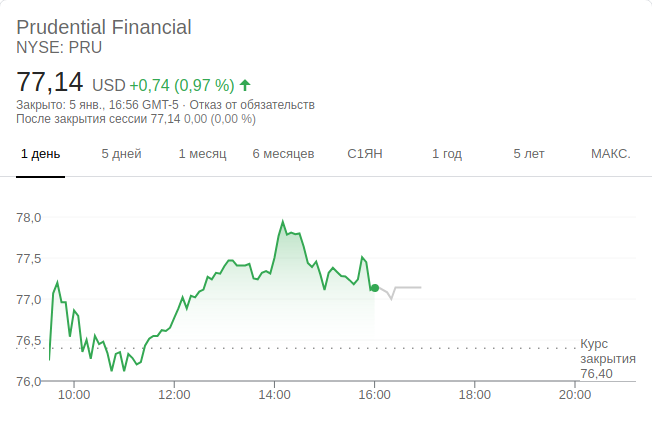 Prudential Financial
NYSE: PRU
77,14 USD +0,74 (0,97 %)
Закрыто: 5 янв., 16:56 GMT-5 · Отказ от обязательств
После закрытия сессии 77,14 0,00 (0,00 %)
1 день 5 дней 1 месяц 6 месяцев С1ЯН 1 год 5 лет МАКС.
78,0
77,5
77,0
76,5
Курс
закрытия
76,40
76,0
10:00 12:00 14:00 16:00 18:00 20:00